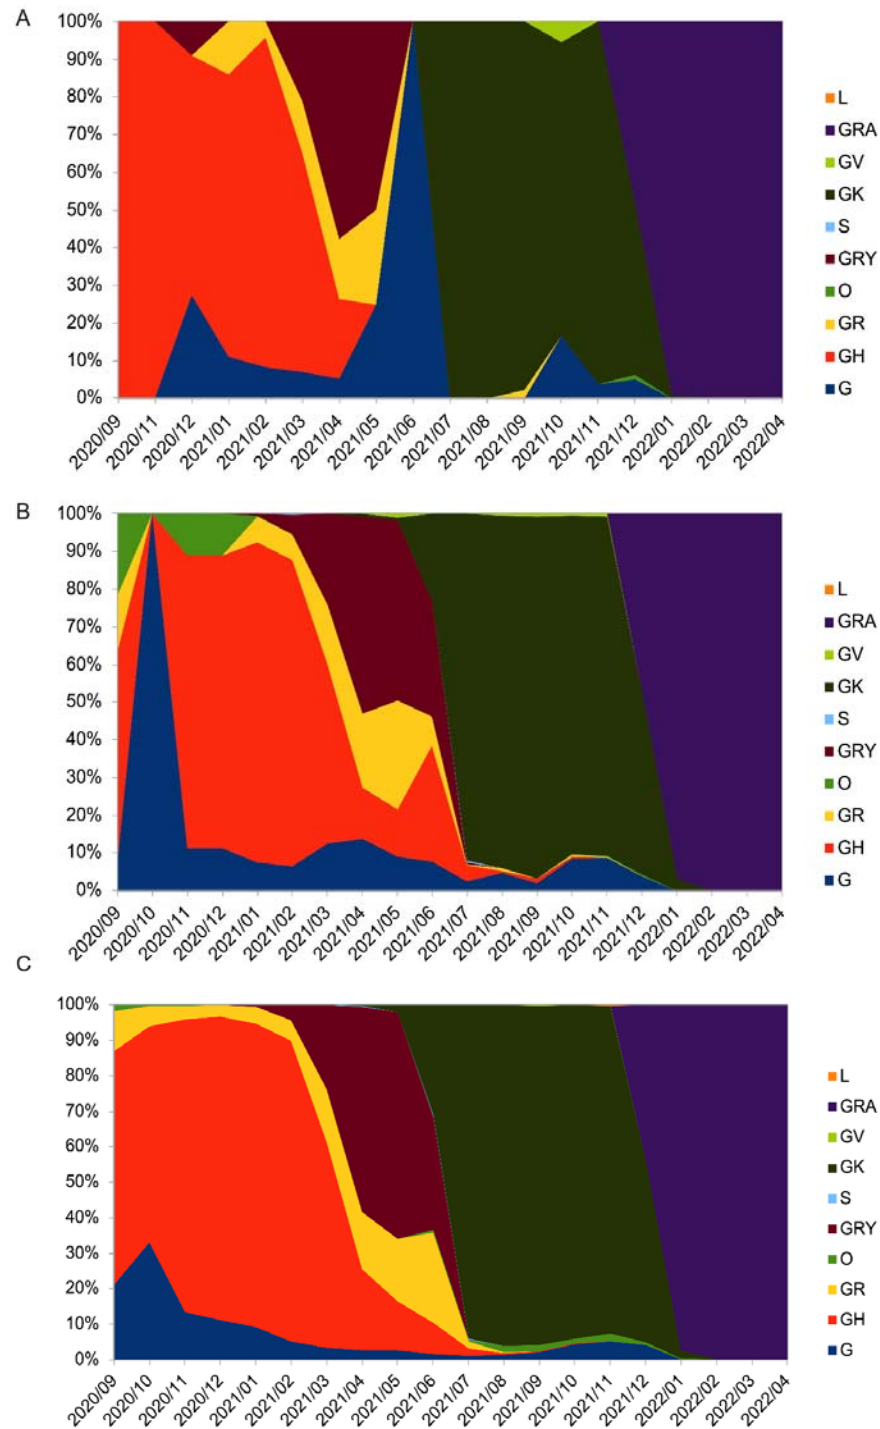 A
100%
90%
80%
70%
60%
50%
40%
30%
20%
10%
0%
2020/09
2020/11
2020/12
2021/01
2021/02
2021/03
2021/04
2021/05
2021/06
2021/07
2021/08
2021/09
2021/10
2021/11
2021/12
2022/01
2022/02
2022/03
2022/04
L
GRA
GV
GK
S
GRY
O
GR
GH
G
B
100%
90%
80%
70%
60%
50%
40%
30%
20%
10%
0%
2020/09
2020/10
2020/11
2020/12
2021/01
2021/02
2021/03
2021/04
2021/05
2021/06
2021/07
2021/08
2021/09
2021/10
2021/11
2021/12
2022/01
2022/02
2022/03
2022/04
L
GRA
GV
GK
S
GRY
O
GR
GH
G
C
100%
90%
80%
70%
60%
50%
40%
30%
20%
10%
0%
2020/09
2020/10
2020/11
2020/12
2021/01
2021/02
2021/03
2021/04
2021/05
2021/06
2021/07
2021/08
2021/09
2021/10
2021/11
2021/12
2022/01
2022/02
2022/03
2022/04
L
GRA
GV
GK
S
GRY
O
GR
GH
G